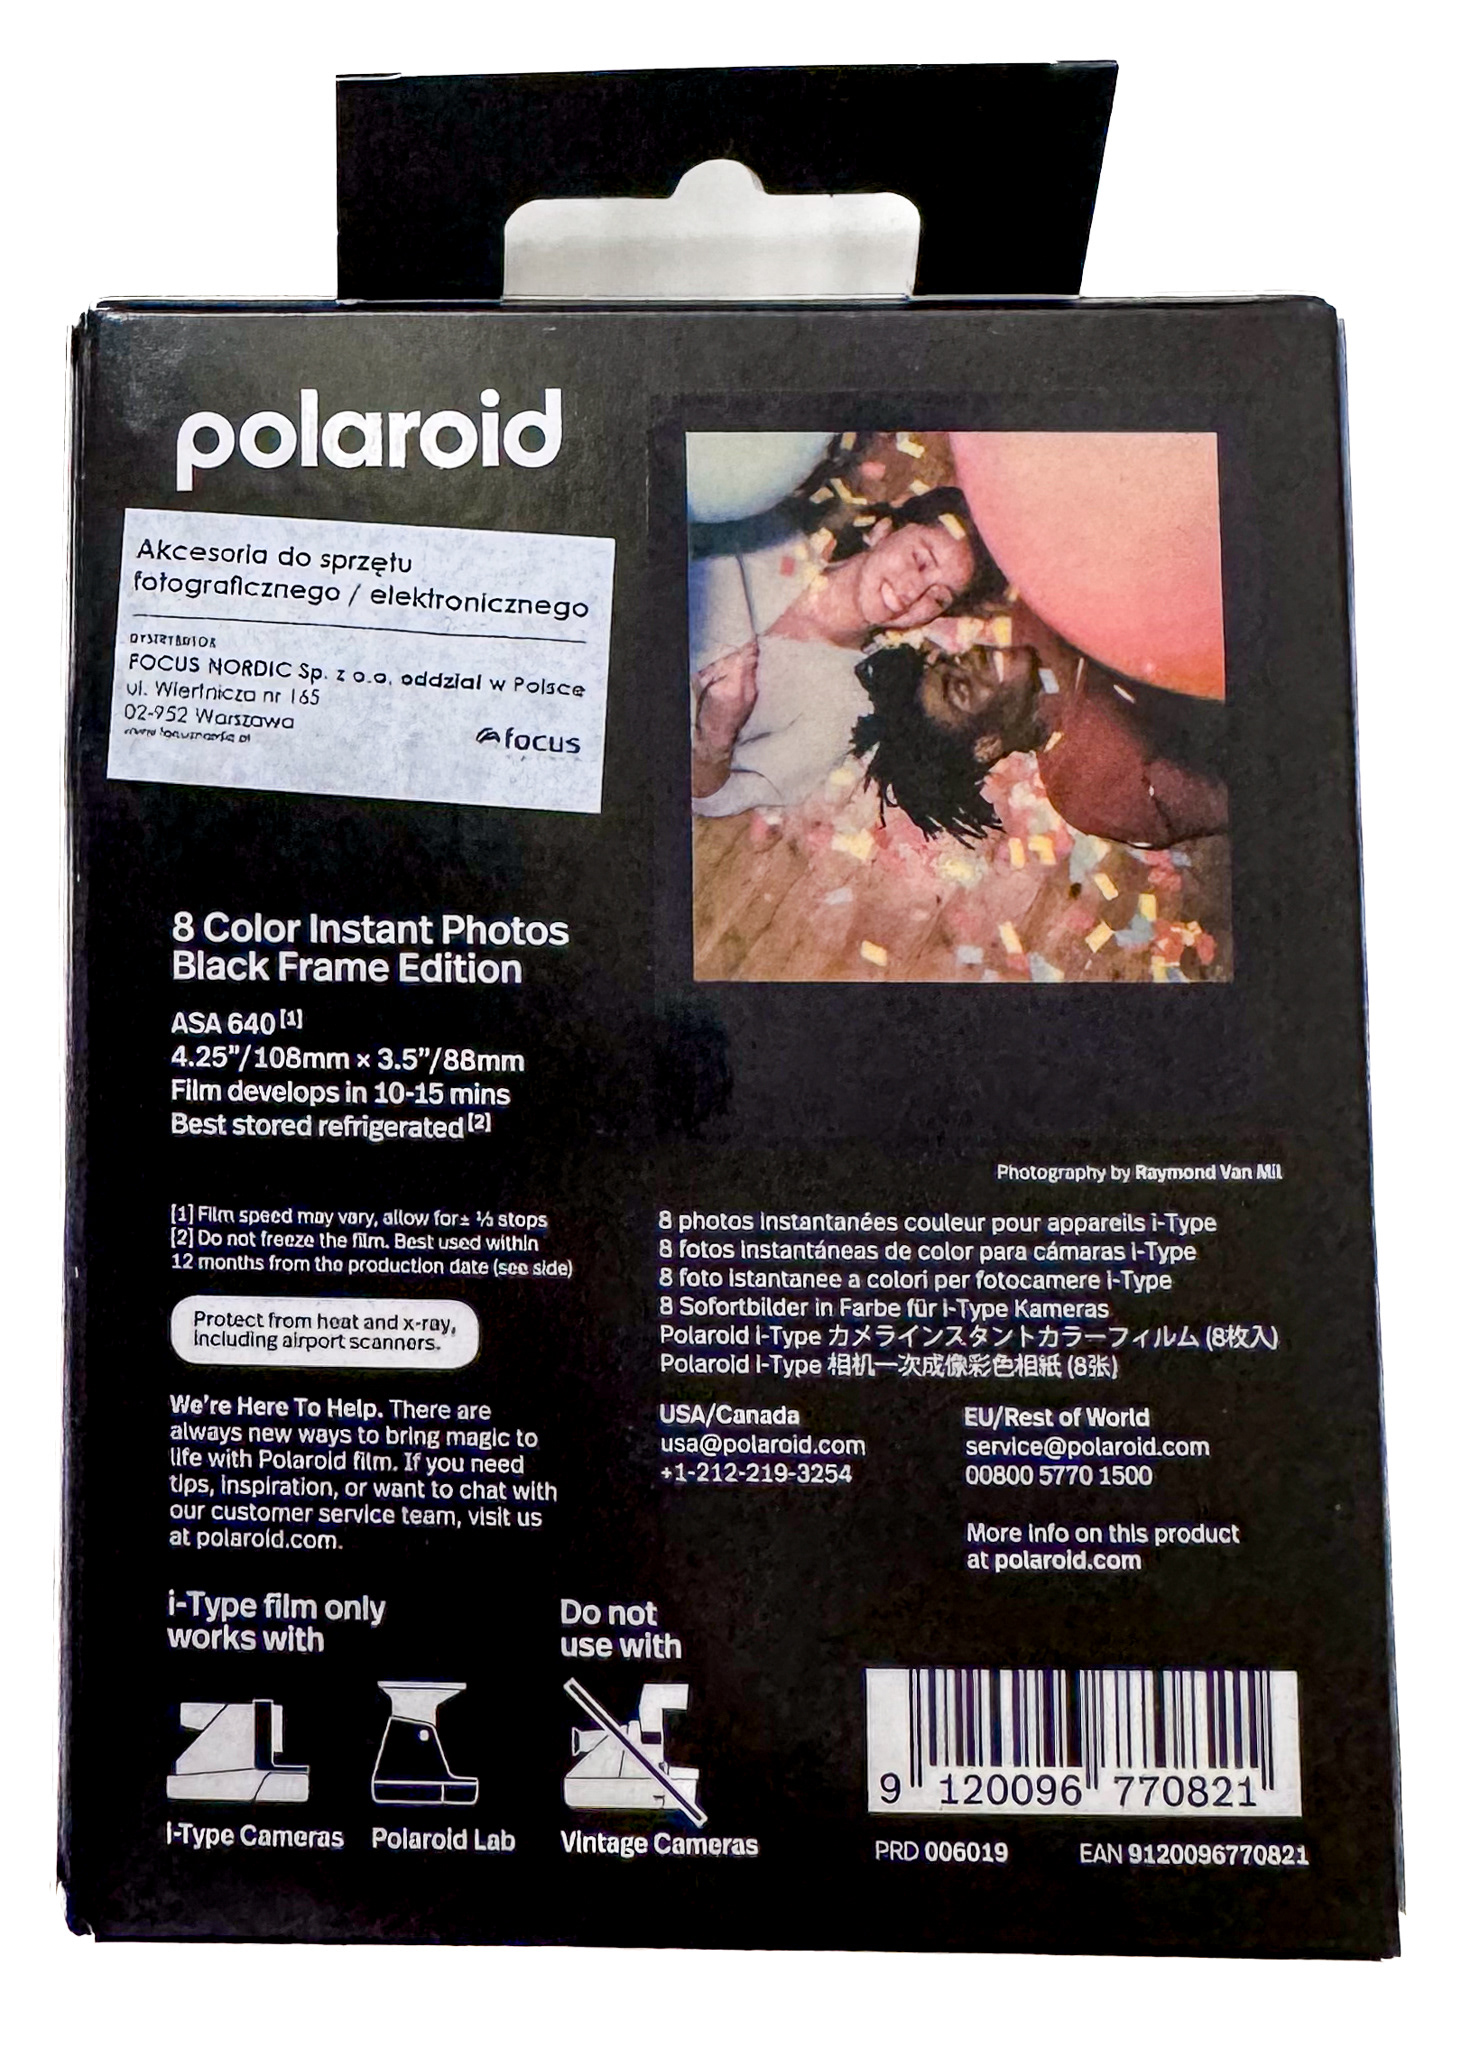 polaroid
Akcesoria do sprzętu
fotograficznego / elektronicznego
DYSTRYBUTOR
FOCUS NORDIC Sp. z o.o. oddział w Polsce
ul. Wiertnicza nr 165
02-952 Warszawa
focus
8 Color Instant Photos
Black Frame Edition
ASA 640 [1]
4.25”/108mm x 3.5”/88mm
Film develops in 10-15 mins
Best stored refrigerated [2]
[1] Film speed may vary, allow for ± ⅓ stops
[2] Do not freeze the film. Best used within
12 months from the production date (see side)
Protect from heat and x-ray,
including airport scanners.
We’re Here To Help. There are
always new ways to bring magic to
life with Polaroid film. If you need
tips, inspiration, or want to chat with
our customer service team, visit us
at polaroid.com.
Photography by Raymond Van Mil
8 photos instantanées couleur pour appareils i-Type
8 fotos instantáneas de color para cámaras i-Type
8 foto istantanee a colori per fotocamere i-Type
8 Sofortbilder in Farbe für i-Type Kameras
Polaroid i-Type カメラインスタントカラーフィルム (8枚入)
Polaroid i-Type 相机一次成像彩色相紙 (8张)
USA/Canada
usa@polaroid.com
+1-212-219-3254
EU/Rest of World
service@polaroid.com
00800 5770 1500
More info on this product
at polaroid.com
i-Type film only
works with
Do not
use with
i-Type Cameras
Polaroid Lab
Vintage Cameras
9 120096 770821
PRD 006019
EAN 9120096770821